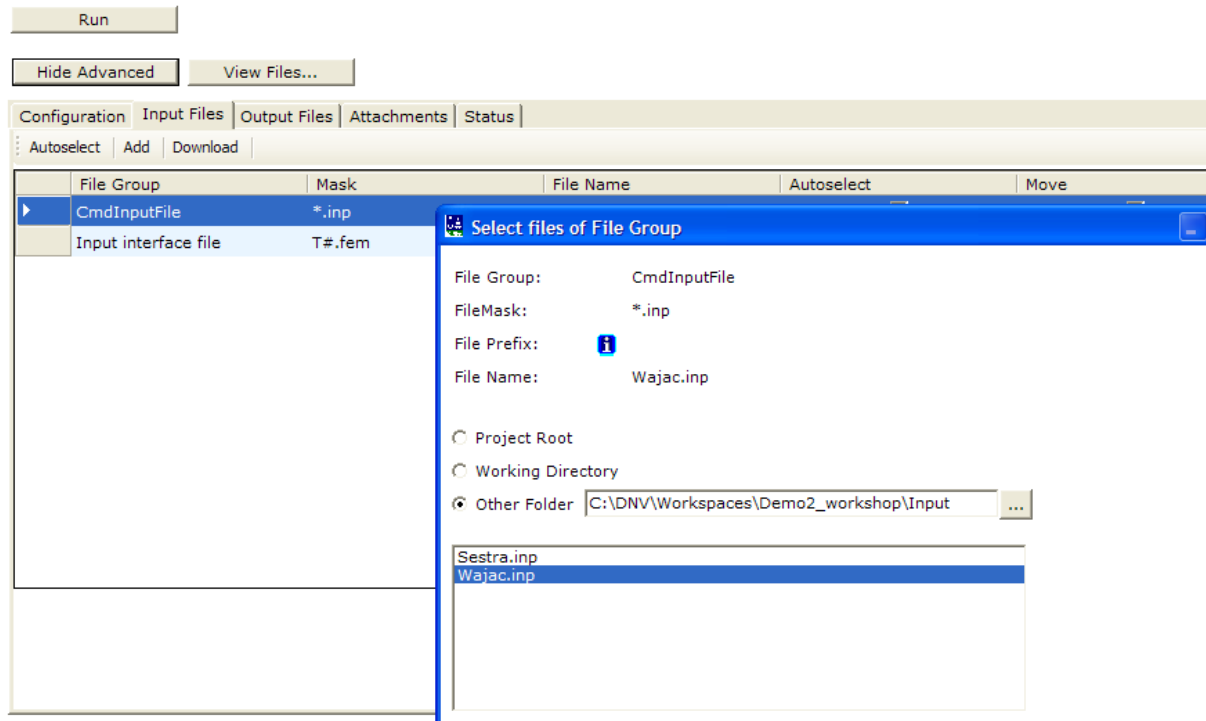 Run
Hide Advanced View Files...
Configuration Input Files Output Files Attachments Status
Autoselect Add Download
File Group Mask File Name Autoselect Move
CmdInputFile *.inp
Input interface file T#.fem
Select files of File Group
File Group: CmdInputFile
FileMask: *.inp
File Prefix:
File Name: Wajac.inp
Project Root
Working Directory
Other Folder C:\DNV\Workspaces\Demo2_workshop\Input ...
Sestra.inp
Wajac.inp